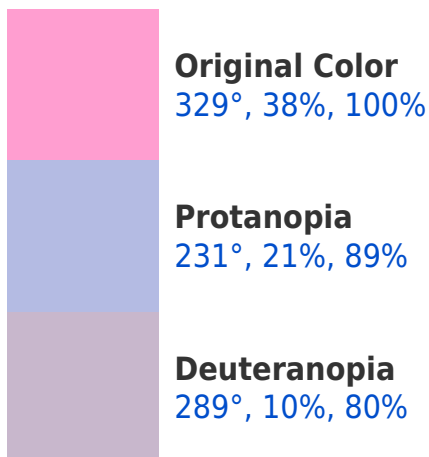 Original Color
329°, 38%, 100%
Protanopia
231°, 21%, 89%
Deuteranopia
289°, 10%, 80%